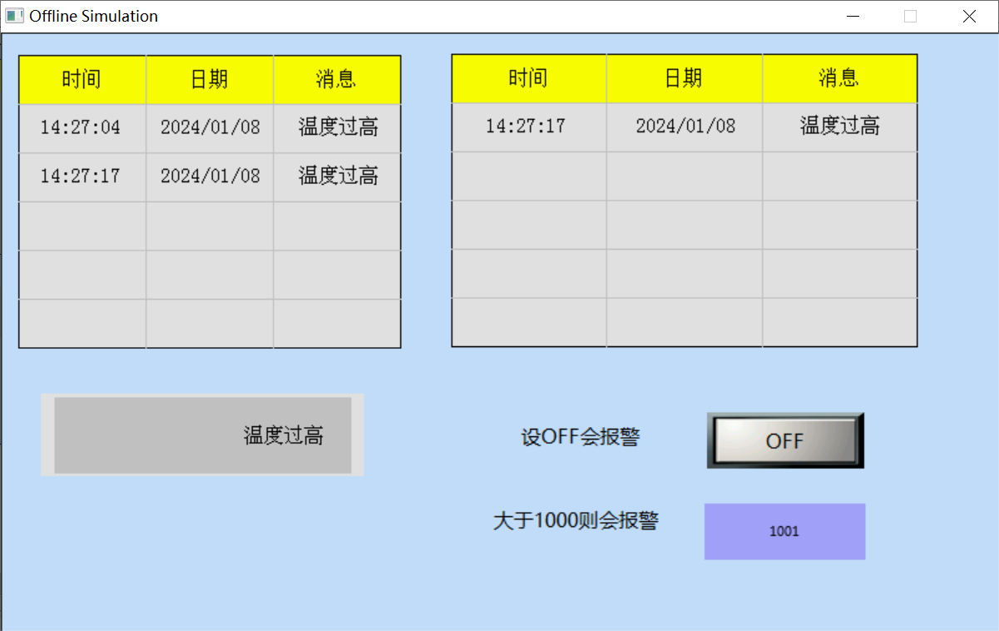 Offline Simulation
时间 日期 消息
14:27:04 2024/01/08 温度过高
14:27:17 2024/01/08 温度过高
时间 日期 消息
14:27:17 2024/01/08 温度过高
温度过高
设OFF会报警 OFF
大于1000则会报警 1001